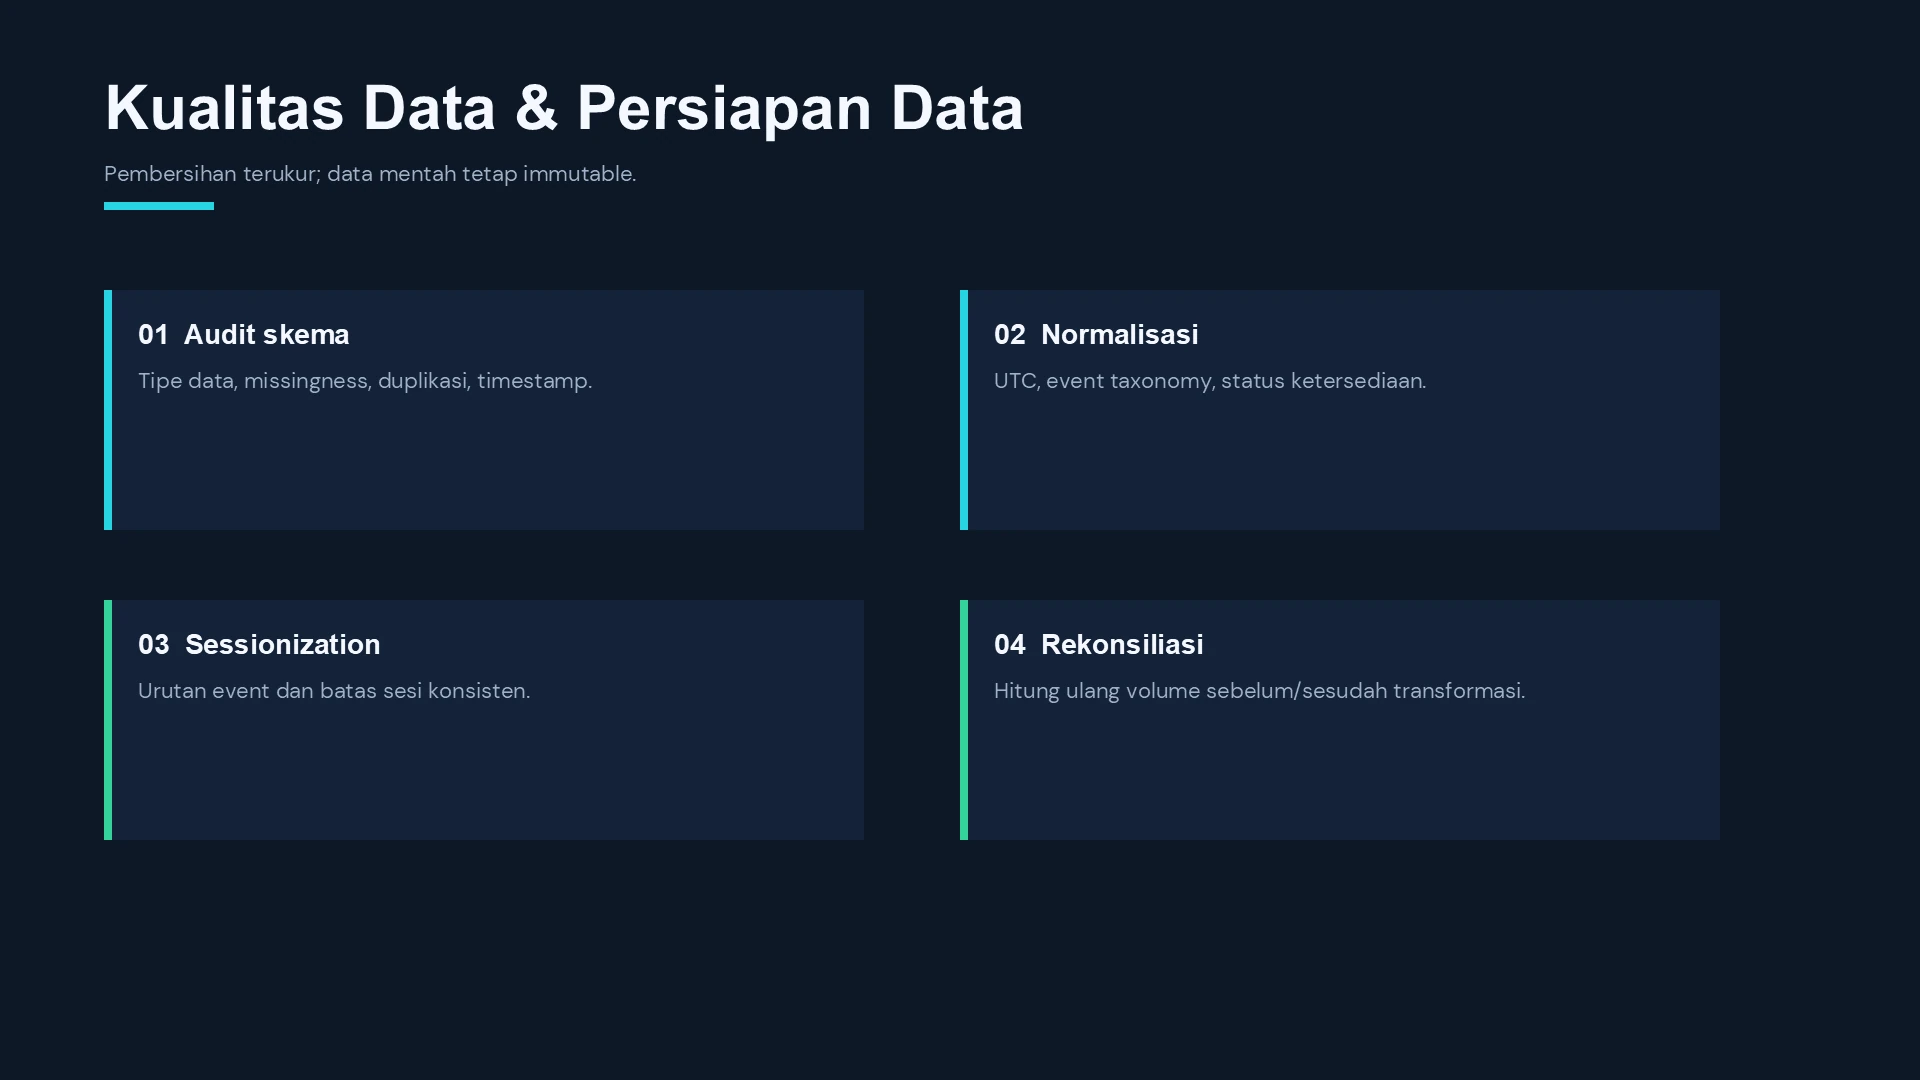 Kualitas Data & Persiapan Data
Pembersihan terukur; data mentah tetap immutable.
01 Audit skema
Tipe data, missingness, duplikasi, timestamp.
02 Normalisasi
UTC, event taxonomy, status ketersediaan.
03 Sessionization
Urutan event dan batas sesi konsisten.
04 Rekonsiliasi
Hitung ulang volume sebelum/sesudah transformasi.